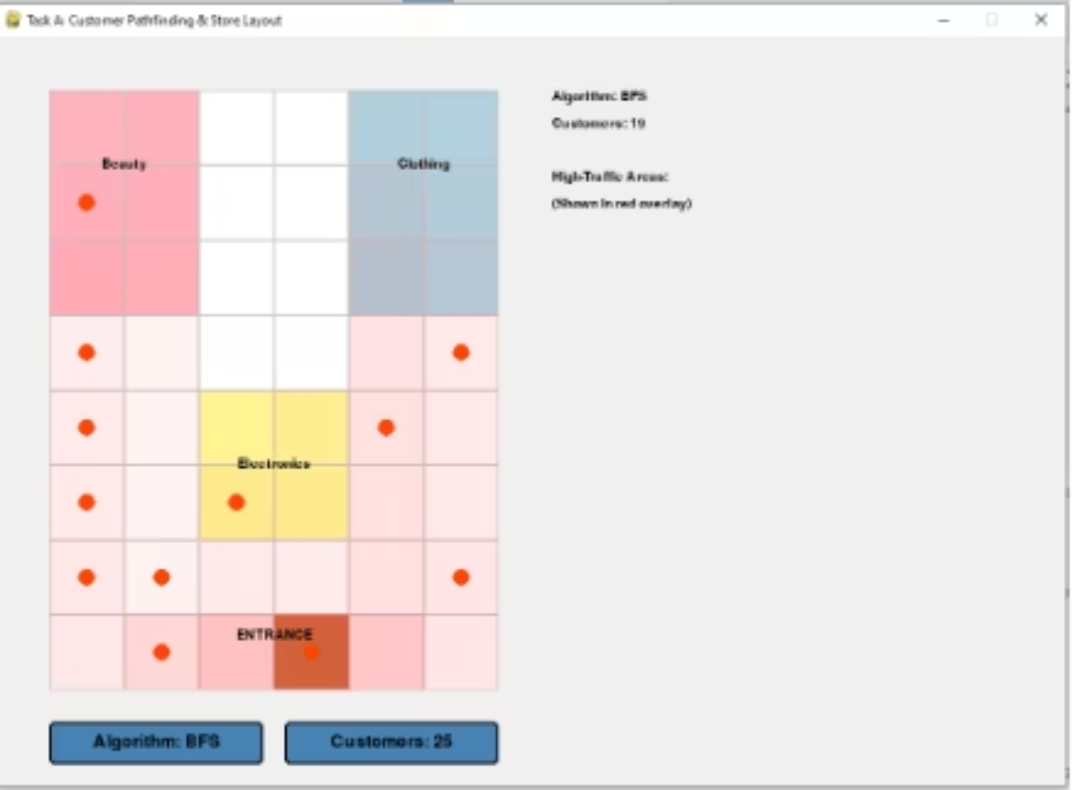 Task A: Customer Pathfinding & Store Layout
Algorithm: BFS
Customers: 19
High-Traffic Areas:
(Shown in red overlay)
Beauty
Clothing
Electronics
ENTRANCE
Algorithm: BFS
Customers: 25